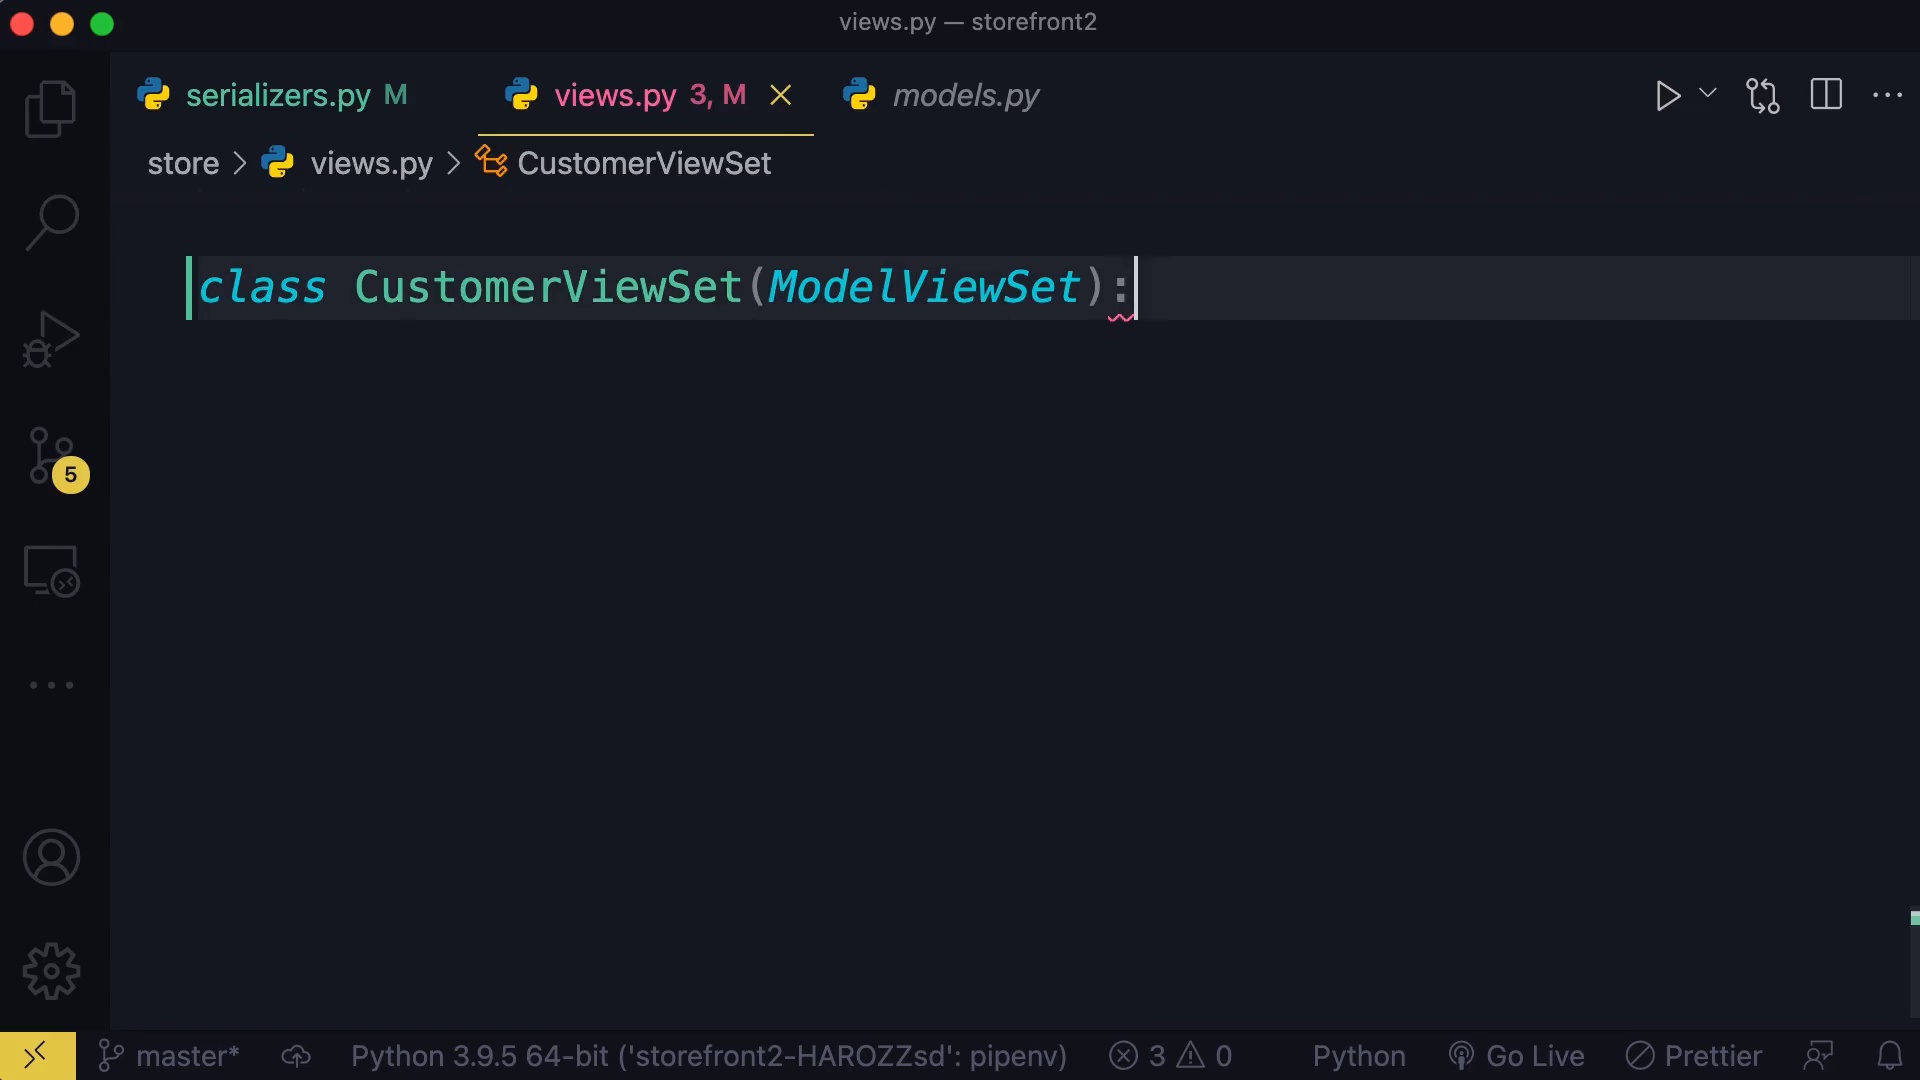 views.py — storefront2
serializers.py M
views.py 3, M
models.py
store > views.py > CustomerViewSet
class CustomerViewSet(ModelViewSet):
5
master*
Python 3.9.5 64-bit ('storefront2-HAROZZsd': pipenv)
3
0
Python
Go Live
Prettier